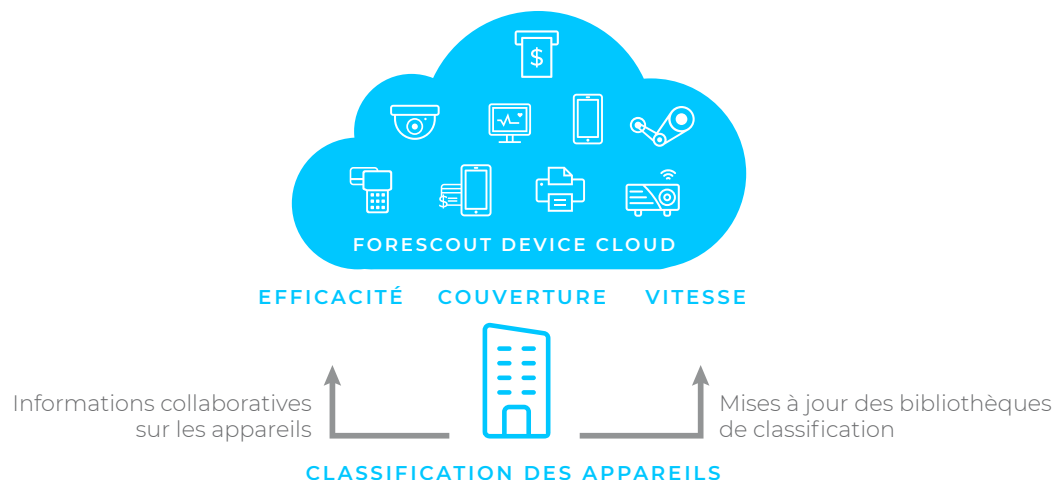 $
$
FORESCOUT DEVICE CLOUD
EFFICACITÉ COUVERTURE VITESSE
Informations collaboratives
sur les appareils
Mises à jour des bibliothèques
de classification
CLASSIFICATION DES APPAREILS